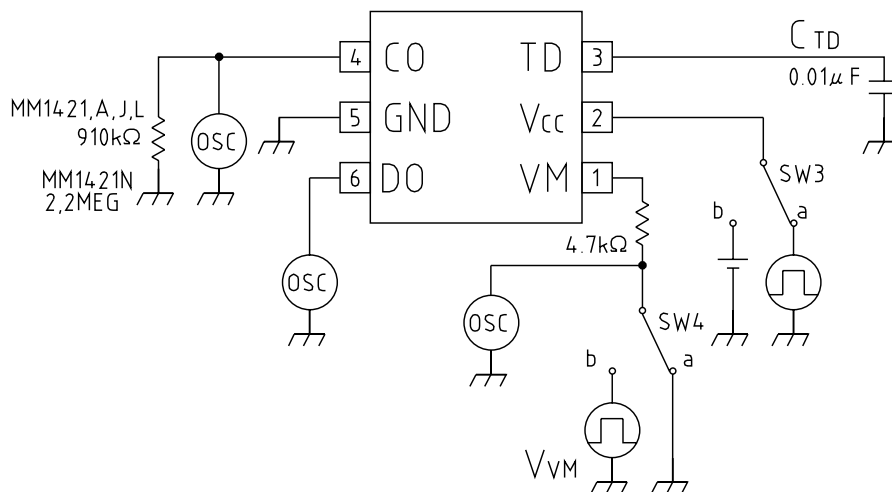 C TD
4 CO
TD 3
0.01μF
MM1421,A,J,L
910kΩ
OSC
5 GND
Vcc 2
MM1421N
2,2MEG
6 DO
VM 1
SW3
b
a
4.7kΩ
OSC
OSC
SW4
b
a
VVM